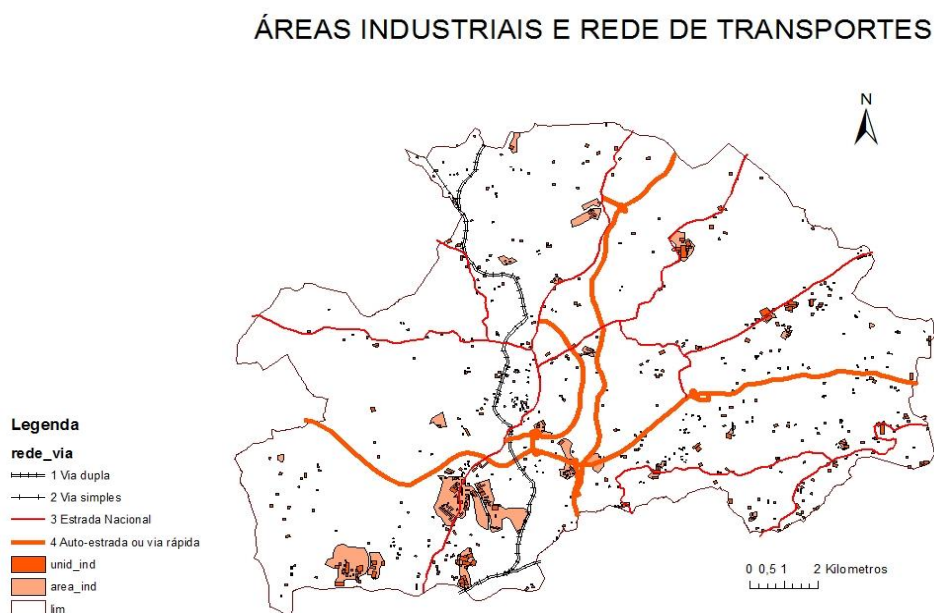 ÁREAS INDUSTRIAIS E REDE DE TRANSPORTES
N
Legenda
rede_via
1 Via dupla
2 Via simples
3 Estrada Nacional
4 Auto-estrada ou via rápida
unid_ind
area_ind
lim
0 0,5 1 2 Kilometros